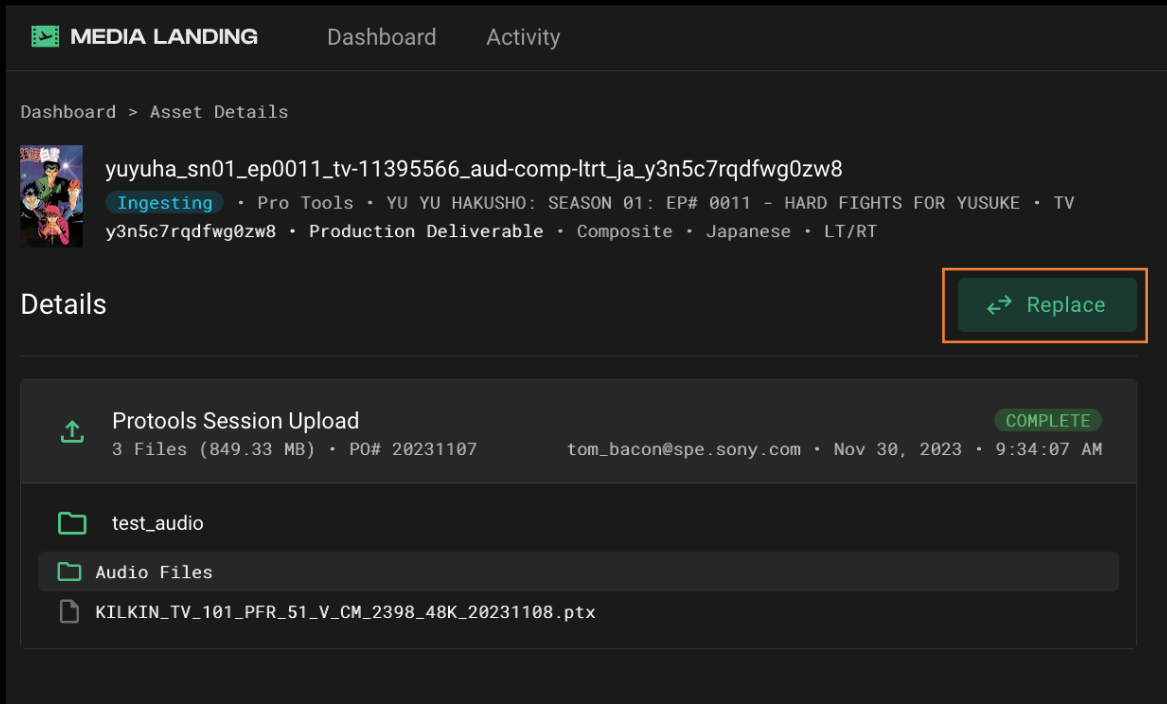 MEDIA LANDING Dashboard Activity
Dashboard > Asset Details
yuyuha_sn01_ep0011_tv-11395566_aud-comp-ltrt_ja_y3n5c7rqdfwg0zw8
Ingesting • Pro Tools • YU YU HAKUSHO: SEASON 01: EP# 0011 - HARD FIGHTS FOR YUSUKE • TV
y3n5c7rqdfwg0zw8 • Production Deliverable • Composite • Japanese • LT/RT
Details
Replace
Protools Session Upload
COMPLETE
3 Files (849.33 MB) • PO# 20231107
tom_bacon@spe.sony.com • Nov 30, 2023 • 9:34:07 AM
test_audio
Audio Files
KILKIN_TV_101_PFR_51_V_CM_2398_48K_20231108.ptx